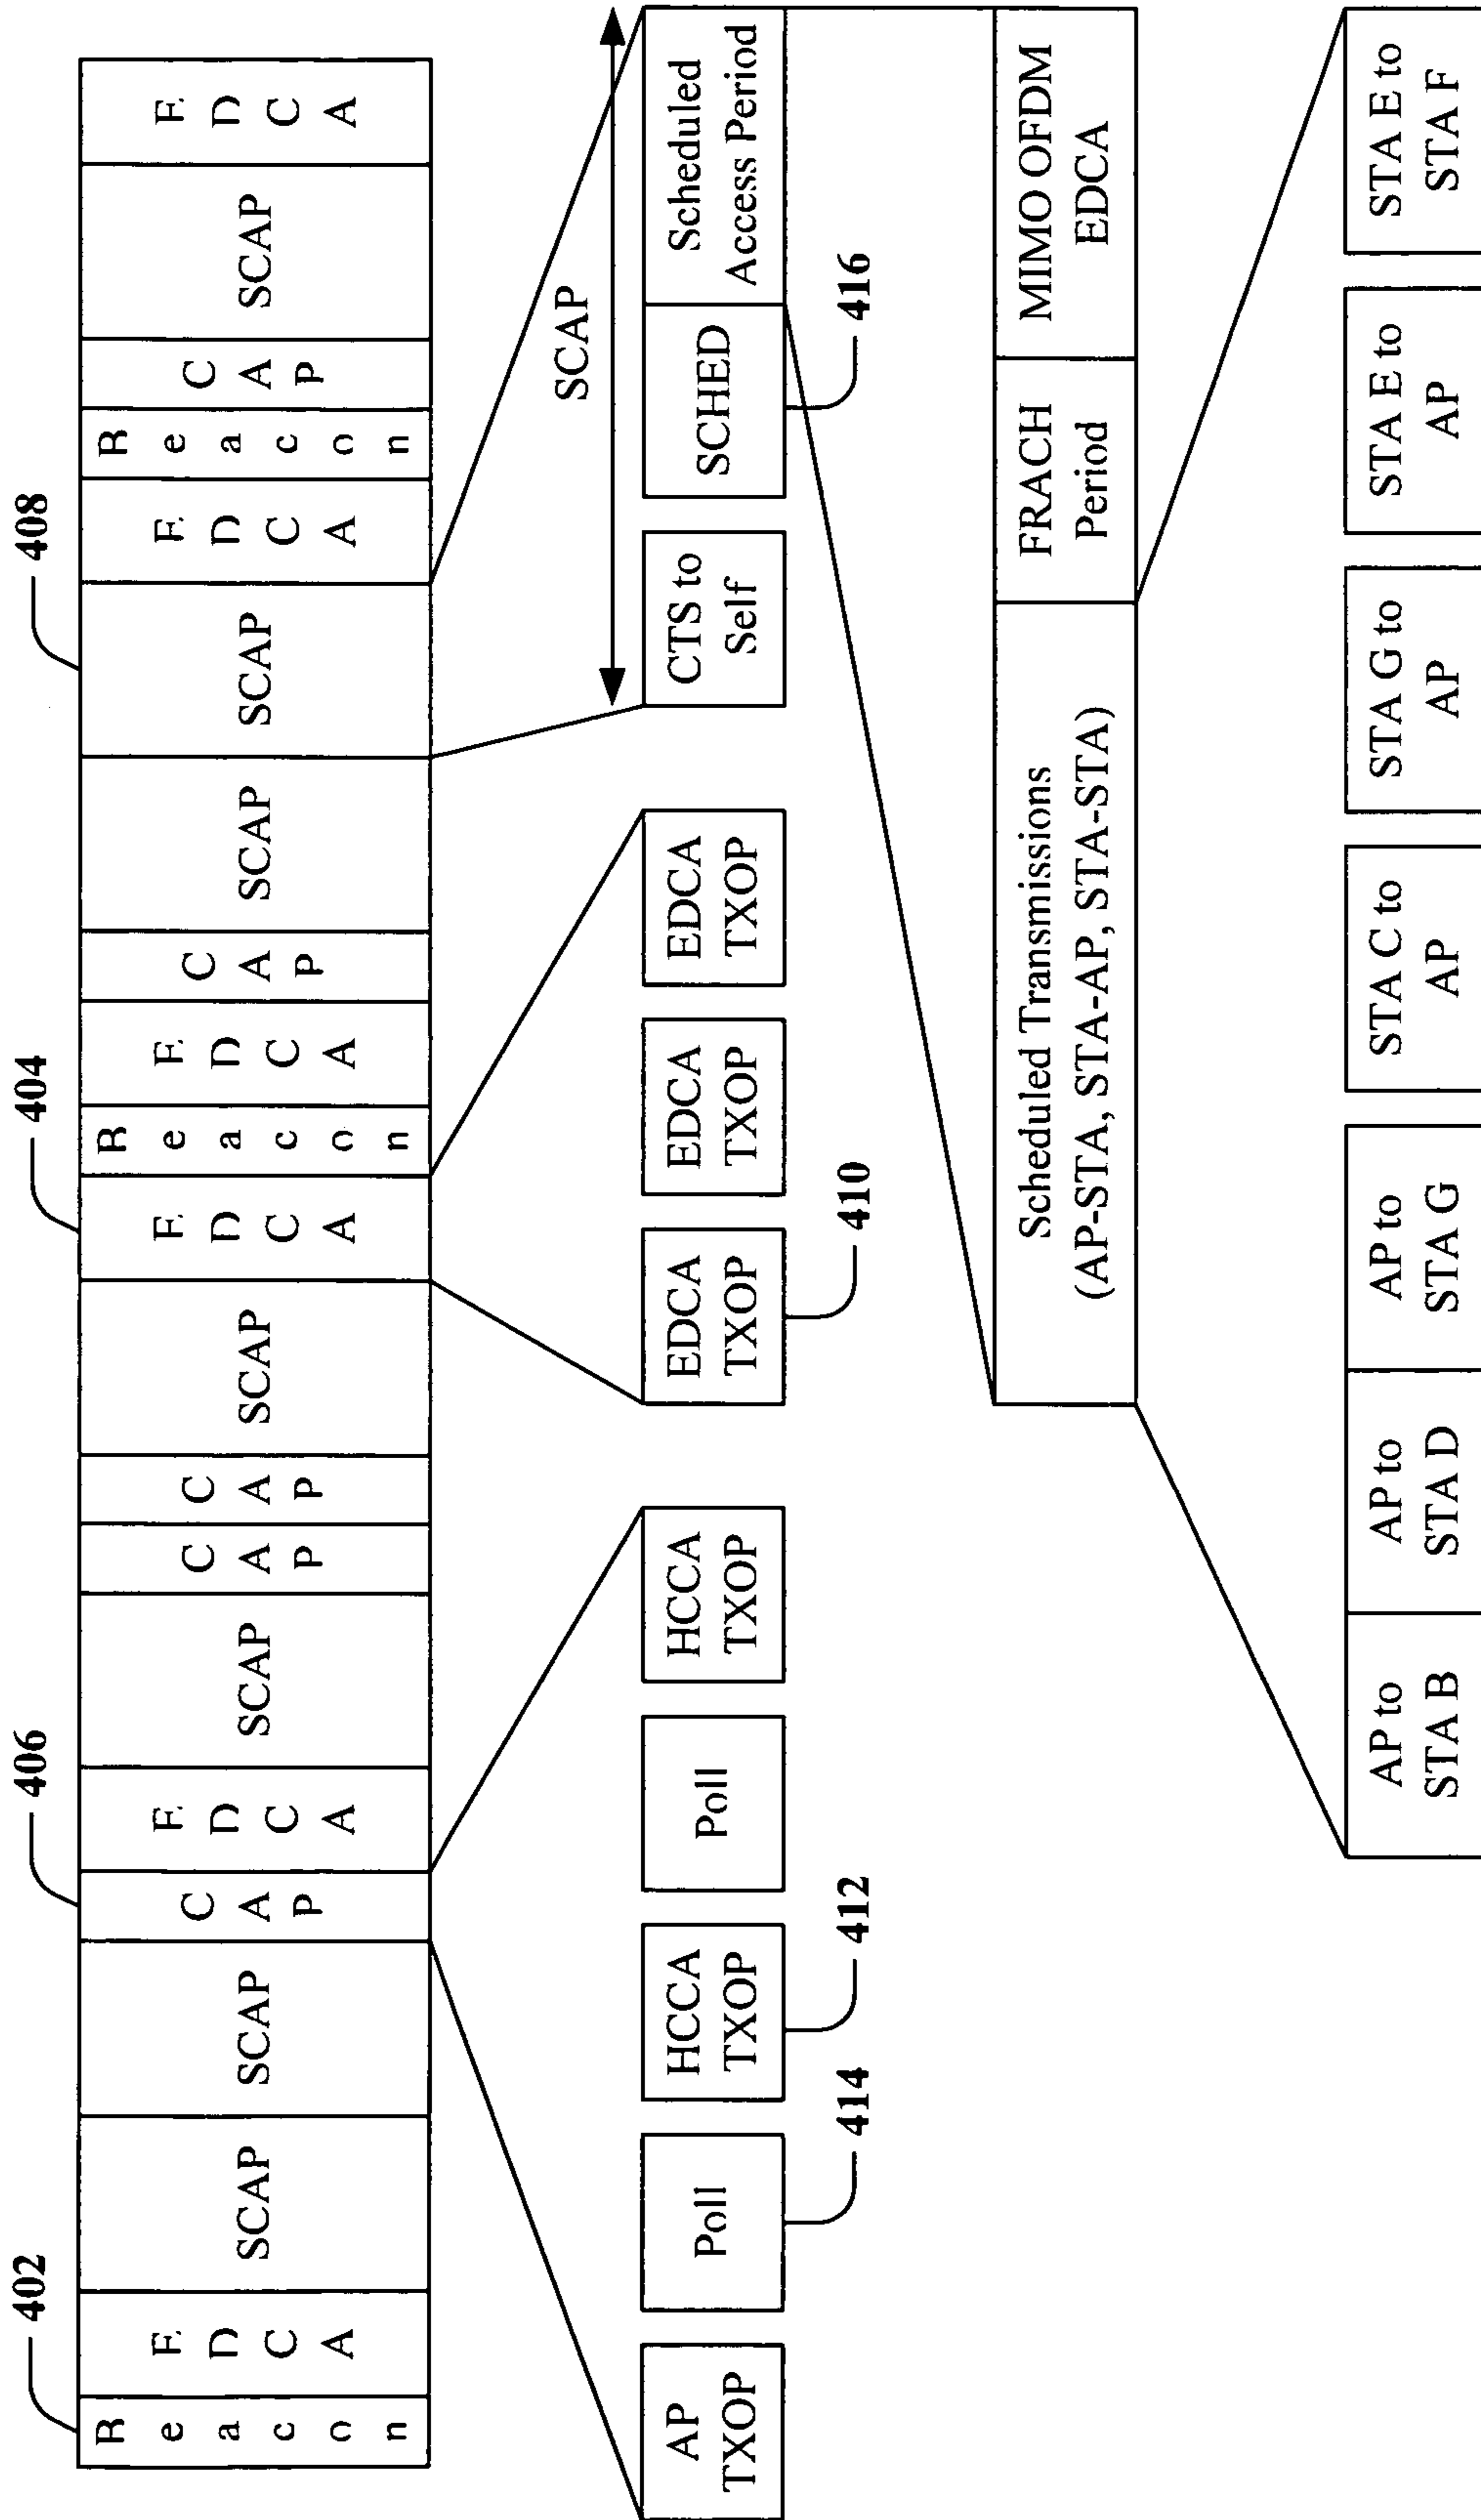 402
406
404
408
Beacon
EDCA
SCAP
SCAP
CAP
EDCA
SCAP
CAP
CAP
SCAP
EDCA
Beacon
EDCA
CAP
SCAP
SCAP
EDCA
Beacon
CAP
SCAP
EDCA
SCAP
AP
TXOP
Poll
HCCA
TXOP
Poll
HCCA
TXOP
EDCA
TXOP
EDCA
TXOP
EDCA
TXOP
CTS to
Self
SCHED
Scheduled
Access Period
414
412
410
416
Scheduled Transmissions
(AP-STA, STA-AP, STA-STA)
FRACH
Period
MIMO OFDM
EDCA
AP to
STA B
AP to
STA D
AP to
STA G
STA C to
AP
STA G to
AP
STA E to
AP
STA E to
STA F